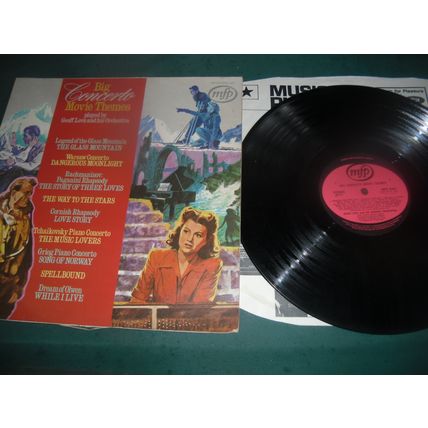 Big
Concerto
Movie Themes
played by
Geoff Love and his Orchestra
mfp
Legend of the Glass Mountain
THE GLASS MOUNTAIN
Warsaw Concerto
DANGEROUS MOONLIGHT
Rachmaninov
Paganini Rhapsody
THE STORY OF THREE LOVES
THE WAY TO THE STARS
Cornish Rhapsody
LOVE STORY
Tchaikovsky Piano Concerto
THE MUSIC LOVERS
Grieg Piano Concerto
SONG OF NORWAY
SPELLBOUND
Dream of Olwen
WHILE I LIVE
MUSIC
for Pleasure
mfp